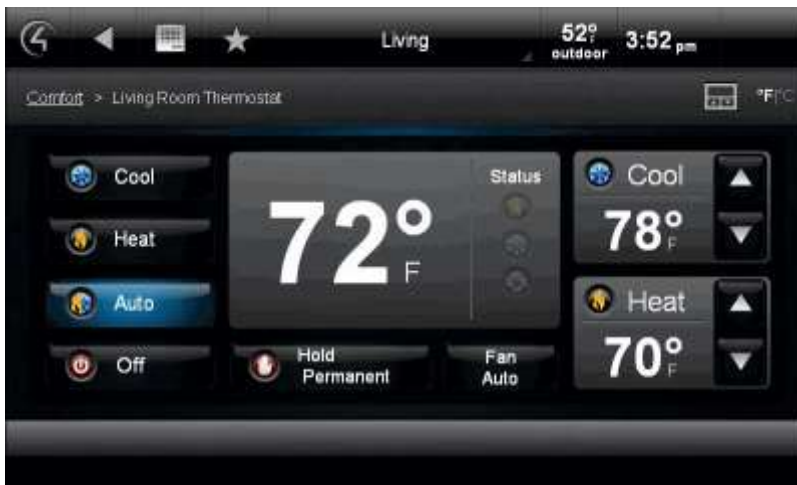 Living
52°F
outdoor
3:52 pm
Comfort > Living Room Thermostat
°F|°C
Cool
Heat
Auto
Off
72°F
Status
Hold
Permanent
Fan
Auto
Cool
78°F
Heat
70°F